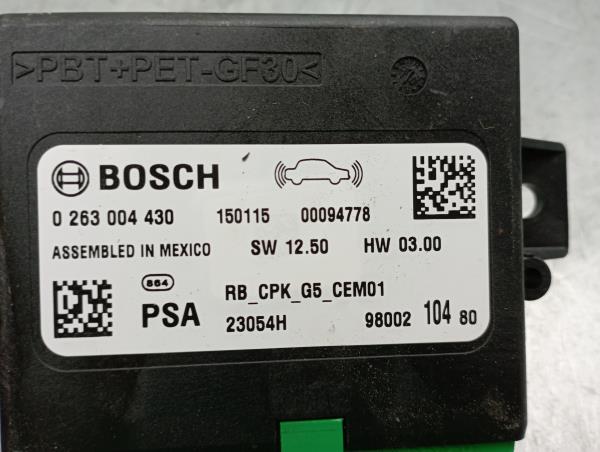 >PBT+PET-GF30<
BOSCH
0 263 004 430 150115 00094778
ASSEMBLED IN MEXICO SW 12.50 HW 03.00
864 RB_CPK_G5_CEM01
PSA 23054H 98002 104 80